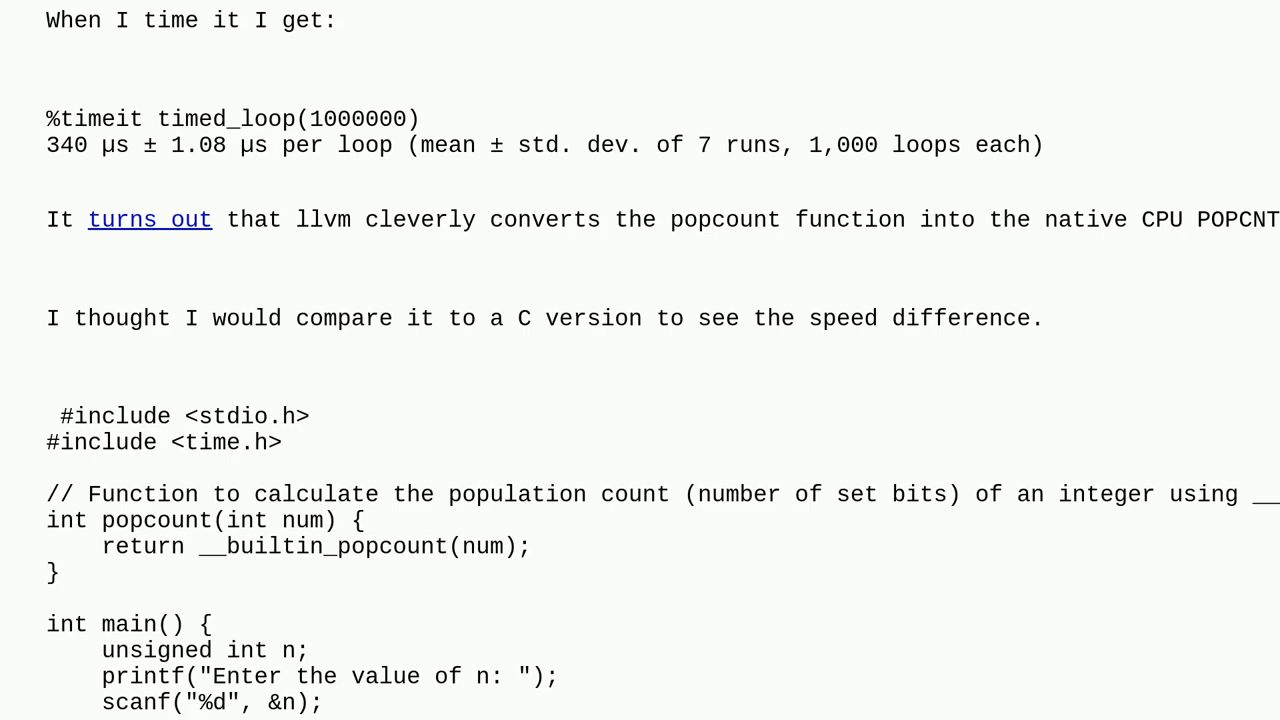 When I time it I get:
%timeit timed_loop(1000000)
340 µs ± 1.08 µs per loop (mean ± std. dev. of 7 runs, 1,000 loops each)
It turns out that llvm cleverly converts the popcount function into the native CPU POPCNT
I thought I would compare it to a C version to see the speed difference.
#include <stdio.h>
#include <time.h>
// Function to calculate the population count (number of set bits) of an integer using __
int popcount(int num) {
    return __builtin_popcount(num);
}
int main() {
    unsigned int n;
    printf("Enter the value of n: ");
    scanf("%d", &n);